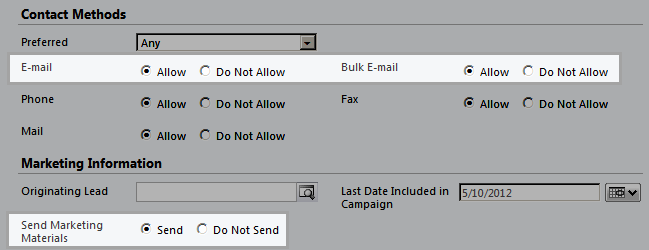 Contact Methods
Preferred Any
E-mail Allow Do Not Allow Bulk E-mail Allow Do Not Allow
Phone Allow Do Not Allow Fax Allow Do Not Allow
Mail Allow Do Not Allow
Marketing Information
Originating Lead Last Date Included in 5/10/2012
Campaign
Send Marketing Send Do Not Send
Materials